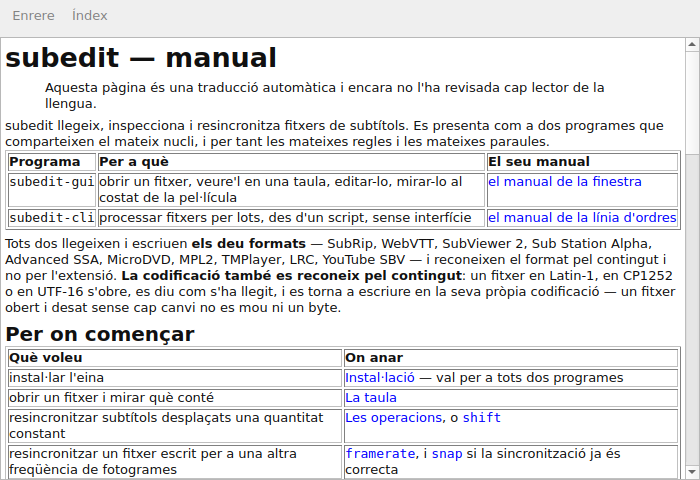 Enrere Índex
subedit — manual
Aquesta pàgina és una traducció automàtica i encara no l'ha revisada cap lector de la
llengua.
subedit llegeix, inspecciona i resincronitza fitxers de subtítols. Es presenta com a dos programes que
comparteixen el mateix nucli, i per tant les mateixes regles i les mateixes paraules.
Programa Per a què El seu manual
subedit-gui obrir un fitxer, veure'l en una taula, editar-lo, mirar-lo al el manual de la finestra
costat de la pel·lícula
subedit-cli processar fitxers per lots, des d'un script, sense interfície el manual de la línia d'ordres
Tots dos llegeixen i escriuen els deu formats — SubRip, WebVTT, SubViewer 2, Sub Station Alpha,
Advanced SSA, MicroDVD, MPL2, TMPlayer, LRC, YouTube SBV — i reconeixen el format pel contingut i
no per l'extensió. La codificació també es reconeix pel contingut: un fitxer en Latin-1, en CP1252
o en UTF-16 s'obre, es diu com s'ha llegit, i es torna a escriure en la seva pròpia codificació — un fitxer
obert i desat sense cap canvi no es mou ni un byte.
Per on començar
Què voleu On anar
instal·lar l'eina Instal·lació — val per a tots dos programes
obrir un fitxer i mirar què conté La taula
resincronitzar subtítols desplaçats una quantitat Les operacions, o shift
constant
resincronitzar un fitxer escrit per a una altra framerate, i snap si la sincronització ja és
freqüència de fotogrames correcta